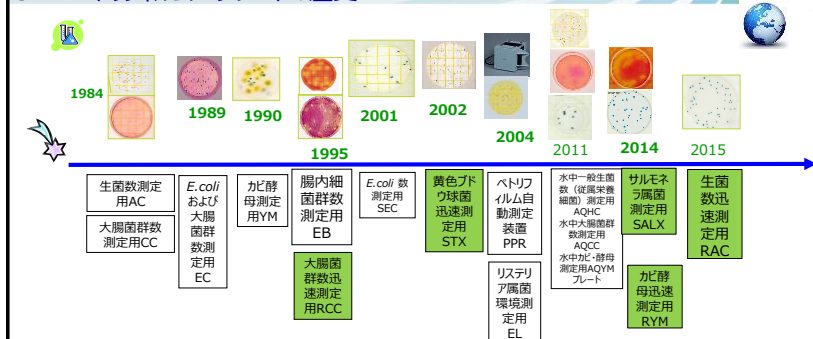 1984
1989
1990
1995
2001
2002
2004
2011
2014
2015
生菌数測定
用AC
大腸菌群数
測定用CC
E.coli
および
大腸菌
群数測
定用
EC
カビ酵
母測定
用YM
腸内細
菌群数
測定用
EB
大腸菌
群数迅
速測定
用RCC
E.coli 数
測定用
SEC
黄色ブド
ウ球菌
迅速測
定用
STX
ペトリフ
ィルム自
動測定
装置
PPR
リステリ
ア属菌
環境測
定用
EL
水中一般生菌
数（従属栄養
細菌）測定用
AQHC
水中大腸菌群
数測定用
AQCC
水中カビ・酵母
測定用AQYM
プレート
サルモネ
ラ属菌
測定用
SALX
カビ酵
母迅速
測定用
RYM
生菌
数迅
速測
定用
RAC